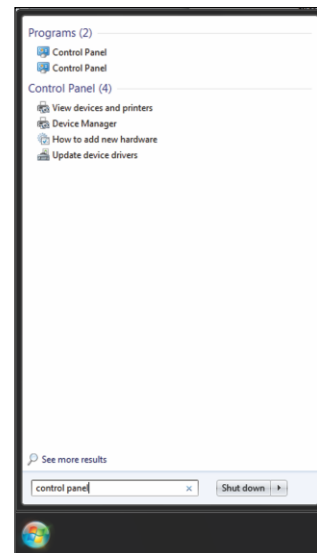 Programs (2)
Control Panel
Control Panel
Control Panel (4)
View devices and printers
Device Manager
How to add new hardware
Update device drivers
See more results
control panel
Shut down